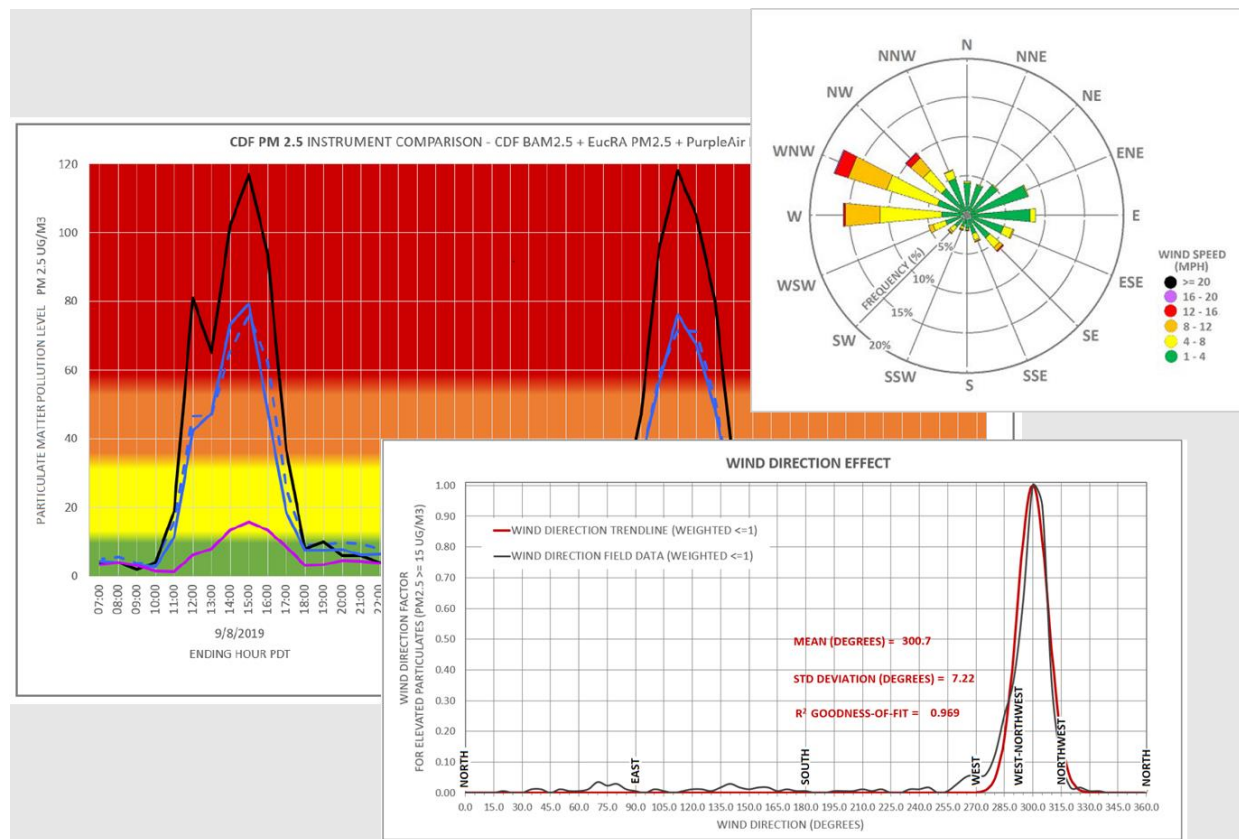 CDF PM 2.5 INSTRUMENT COMPARISON - CDF BAM2.5 + EucRA PM2.5 + PurpleAir
PARTICULATE MATTER POLLUTION LEVEL PM 2.5 UG/M3
120
100
80
60
40
20
0
07:00
08:00
09:00
10:00
11:00
12:00
13:00
14:00
15:00
16:00
17:00
18:00
19:00
20:00
21:00
22:00
9/8/2019
ENDING HOUR PDT
N
NNE
NE
ENE
E
ESE
SE
SSE
S
SSW
SW
WSW
W
WNW
NW
NNW
FREQUENCY (%)
5%
10%
15%
20%
WIND SPEED
(MPH)
>= 20
16 - 20
12 - 16
8 - 12
4 - 8
1 - 4
WIND DIRECTION EFFECT
WIND DIRECTION FACTOR
FOR ELEVATED PARTICULATES (PM2.5 >= 15 UG/M3)
1.00
0.90
0.80
0.70
0.60
0.50
0.40
0.30
0.20
0.10
0.00
WIND DIERECTION TRENDLINE (WEIGHTED <=1)
WIND DIRECTION FIELD DATA (WEIGHTED <=1)
MEAN (DEGREES) = 300.7
STD DEVIATION (DEGREES) = 7.22
R² GOODNESS-OF-FIT = 0.969
NORTH
EAST
SOUTH
WEST
WEST-NORTHWEST
NORTHWEST
NORTH
0.0 15.0 30.0 45.0 60.0 75.0 90.0 105.0 120.0 135.0 150.0 165.0 180.0 195.0 210.0 225.0 240.0 255.0 270.0 285.0 300.0 315.0 330.0 345.0 360.0
WIND DIRECTION (DEGREES)